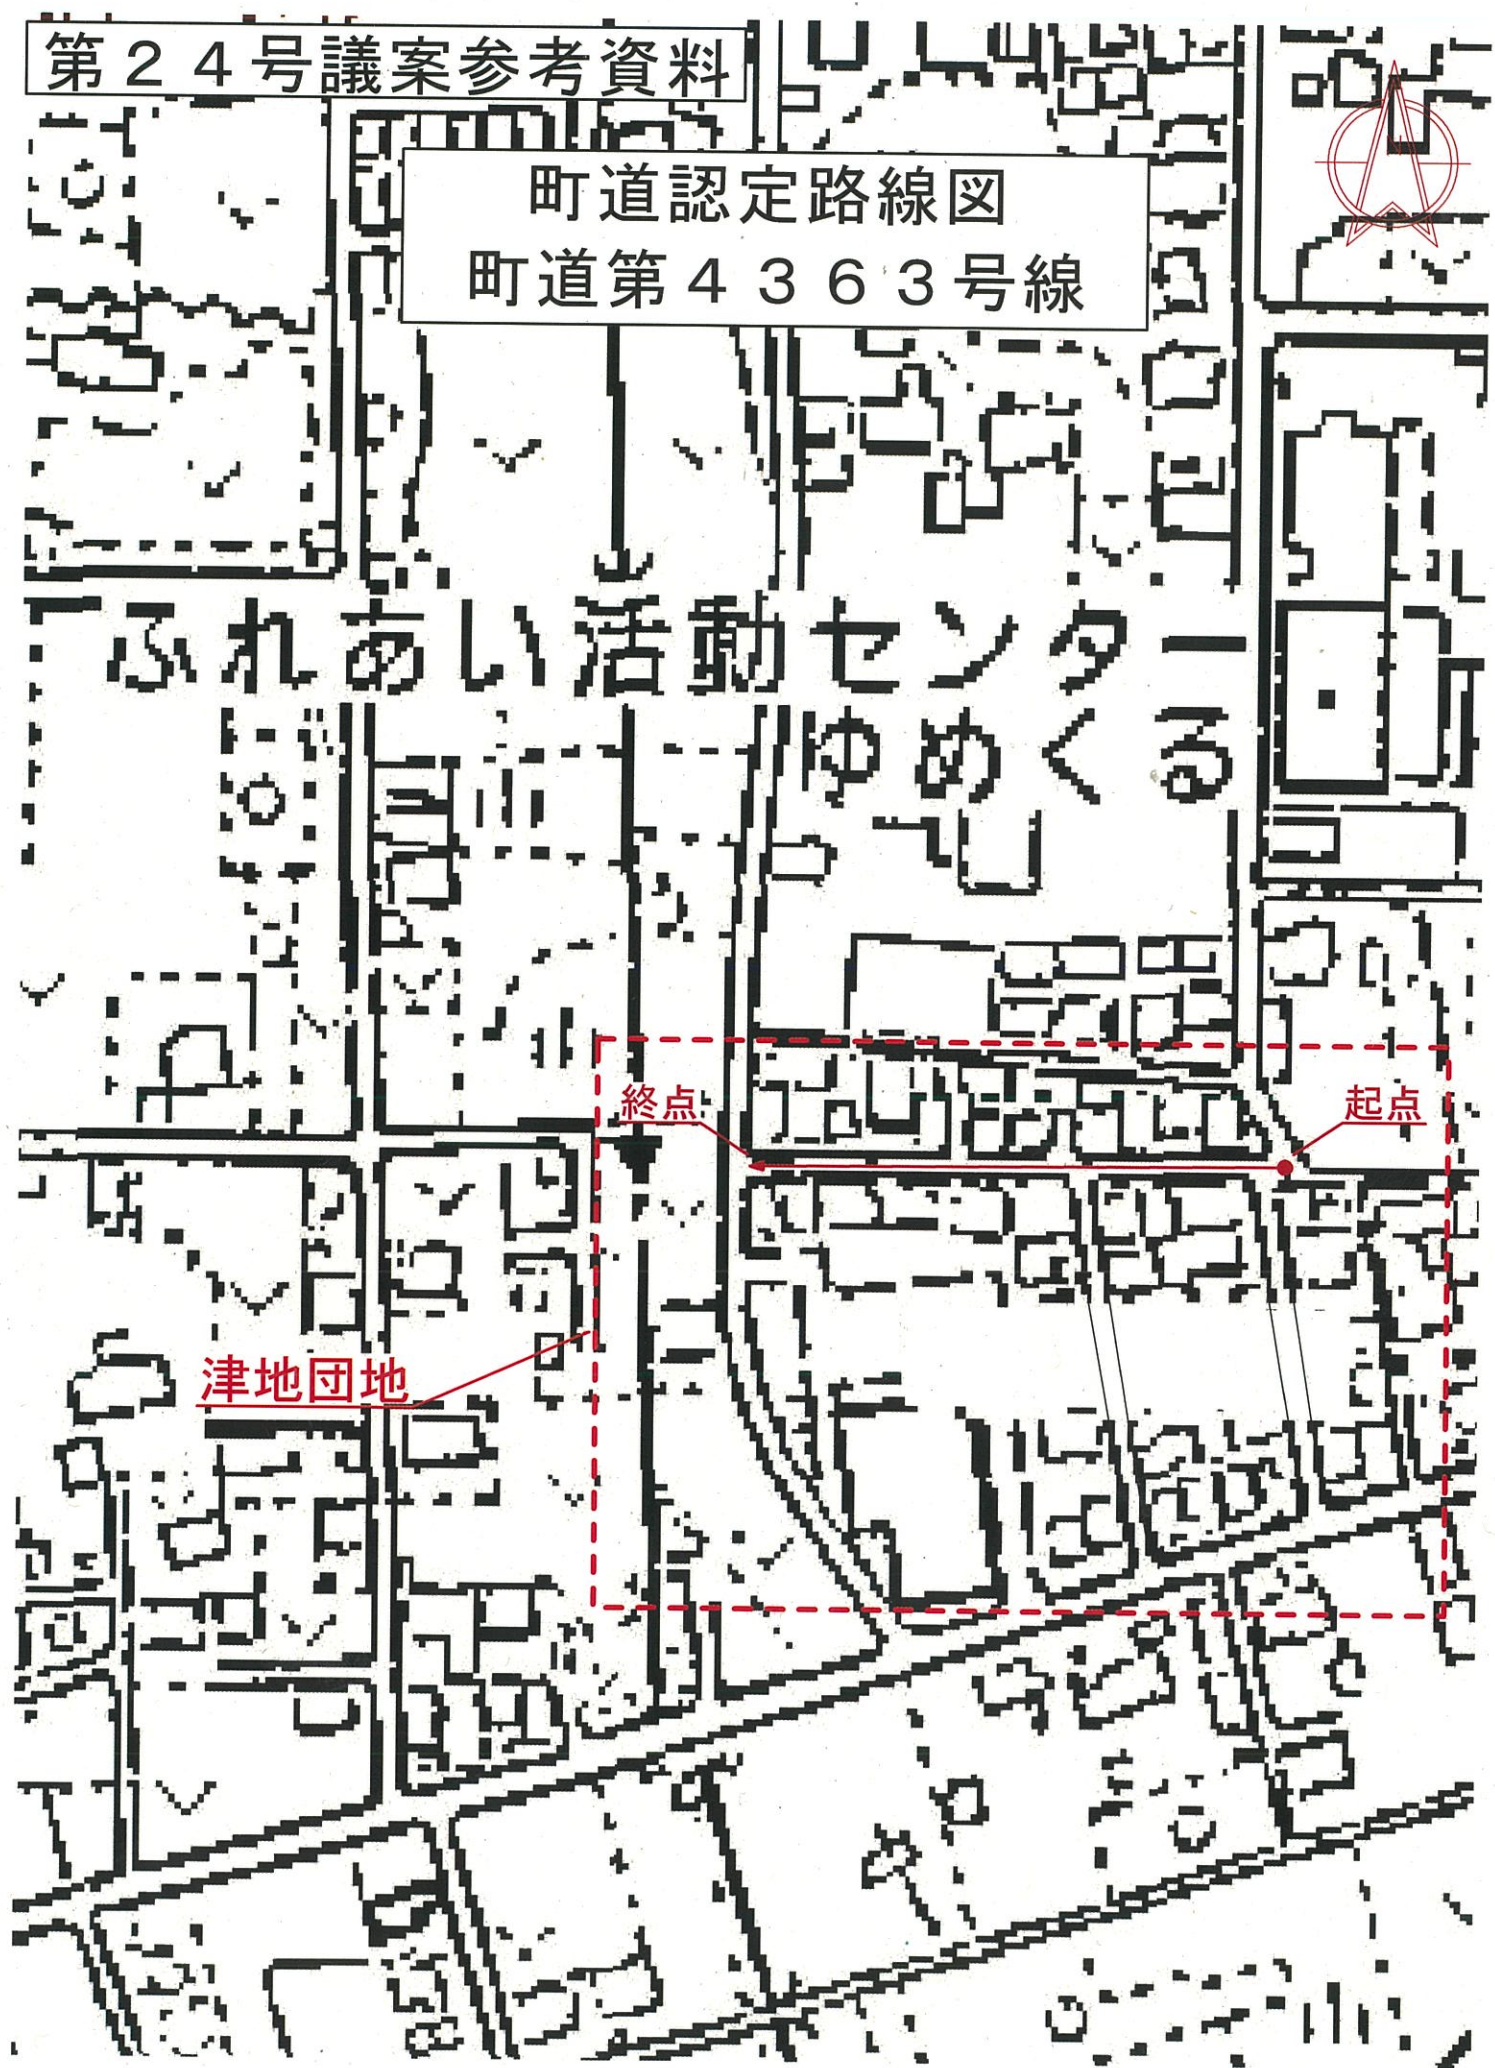 第２４号議案参考資料
町道認定路線図
町道第４３６３号線
ふれあい活動センター
ゆめくる
終点
起点
津地団地